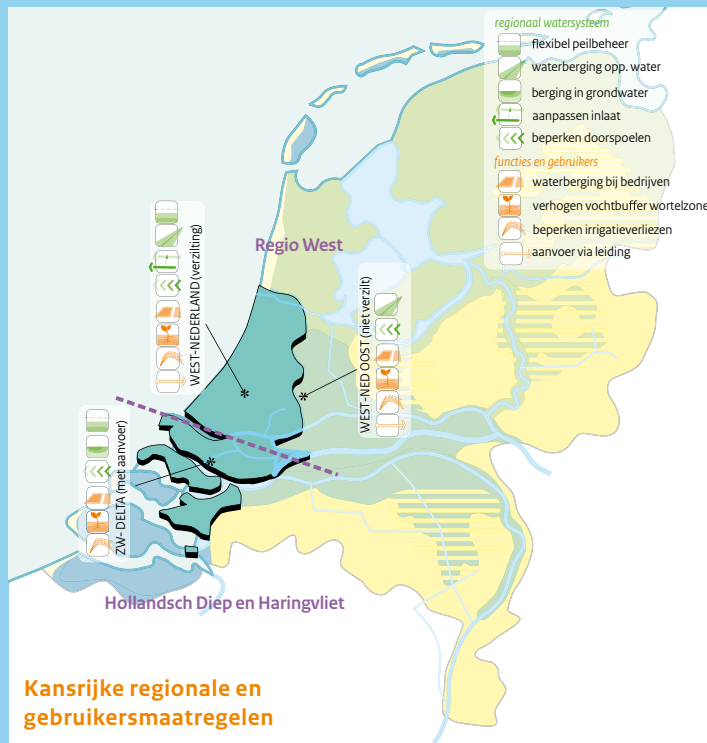 regionaal watersysteem
flexibel peilbeheer
waterberging opp. water
berging in grondwater
aanpassen inlaat
beperken doorspoelen
functies en gebruikers
waterberging bij bedrijven
verhogen vochtbuffer wortelzone
beperken irrigatieverliezen
aanvoer via leiding
Regio West
WEST-NEDERLAND (verzilting)
WEST-NED OOST (niet verzilt)
ZW- DELTA (met aanvoer)
*
*
*
Hollandsch Diep en Haringvliet
Kansrijke regionale en
gebruikersmaatregelen